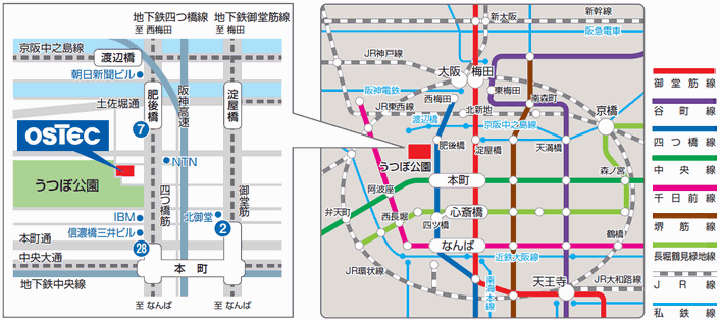 地下鉄四つ橋線
至 西梅田
地下鉄御堂筋線
至 梅田
京阪中之島線
渡辺橋
朝日新聞ビル
土佐堀通
肥後橋
阪神高速
淀屋橋
7
OSTEC
NTN
うつぼ公園
四つ橋筋
御堂筋
IBM
北御堂
信濃橋三井ビル
2
本町通
28
中央大通
本町
地下鉄中央線
至 なんば
至 なんば
新大阪
新幹線
阪急電車
JR神戸線
大阪
梅田
阪神電鉄
西梅田
東梅田
南森町
JR東西線
北新地
京橋
渡辺橋
京阪中之島線
肥後橋
淀屋橋
天満橋
うつぼ公園
森ノ宮
本町
阿波座
弁天町
西長堀
心斎橋
四ツ橋
なんば
鶴橋
近鉄大阪線
JR環状線
南海本線
天王寺
JR大和路線
御堂筋線
谷町線
四つ橋線
中央線
千日前線
堺筋線
長堀鶴見緑地線
JR線
私鉄線